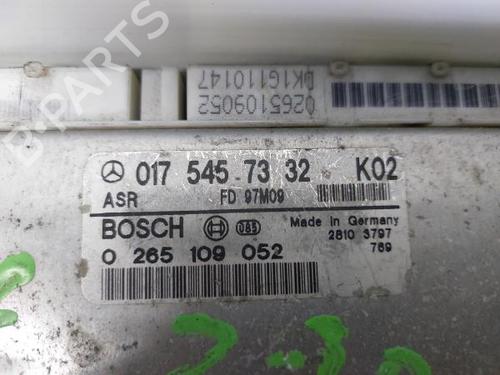 0265109052
DK1G110147
B-PARTS
017 545 73 32 K02
ASR FD 97M09
BOSCH 085 Made in Germany
2810 3797
0 265 109 052 769